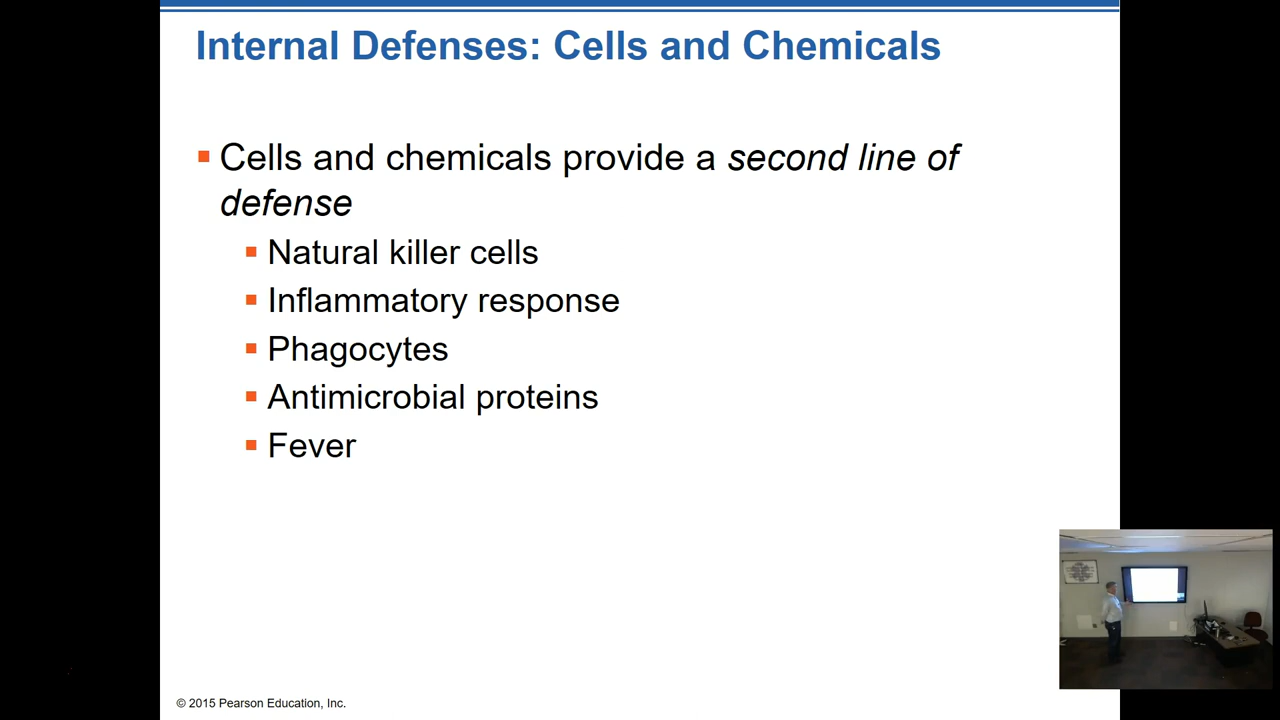 Internal Defenses: Cells and Chemicals
Cells and chemicals provide a second line of
defense
Natural killer cells
Inflammatory response
Phagocytes
Antimicrobial proteins
Fever
© 2015 Pearson Education, Inc.